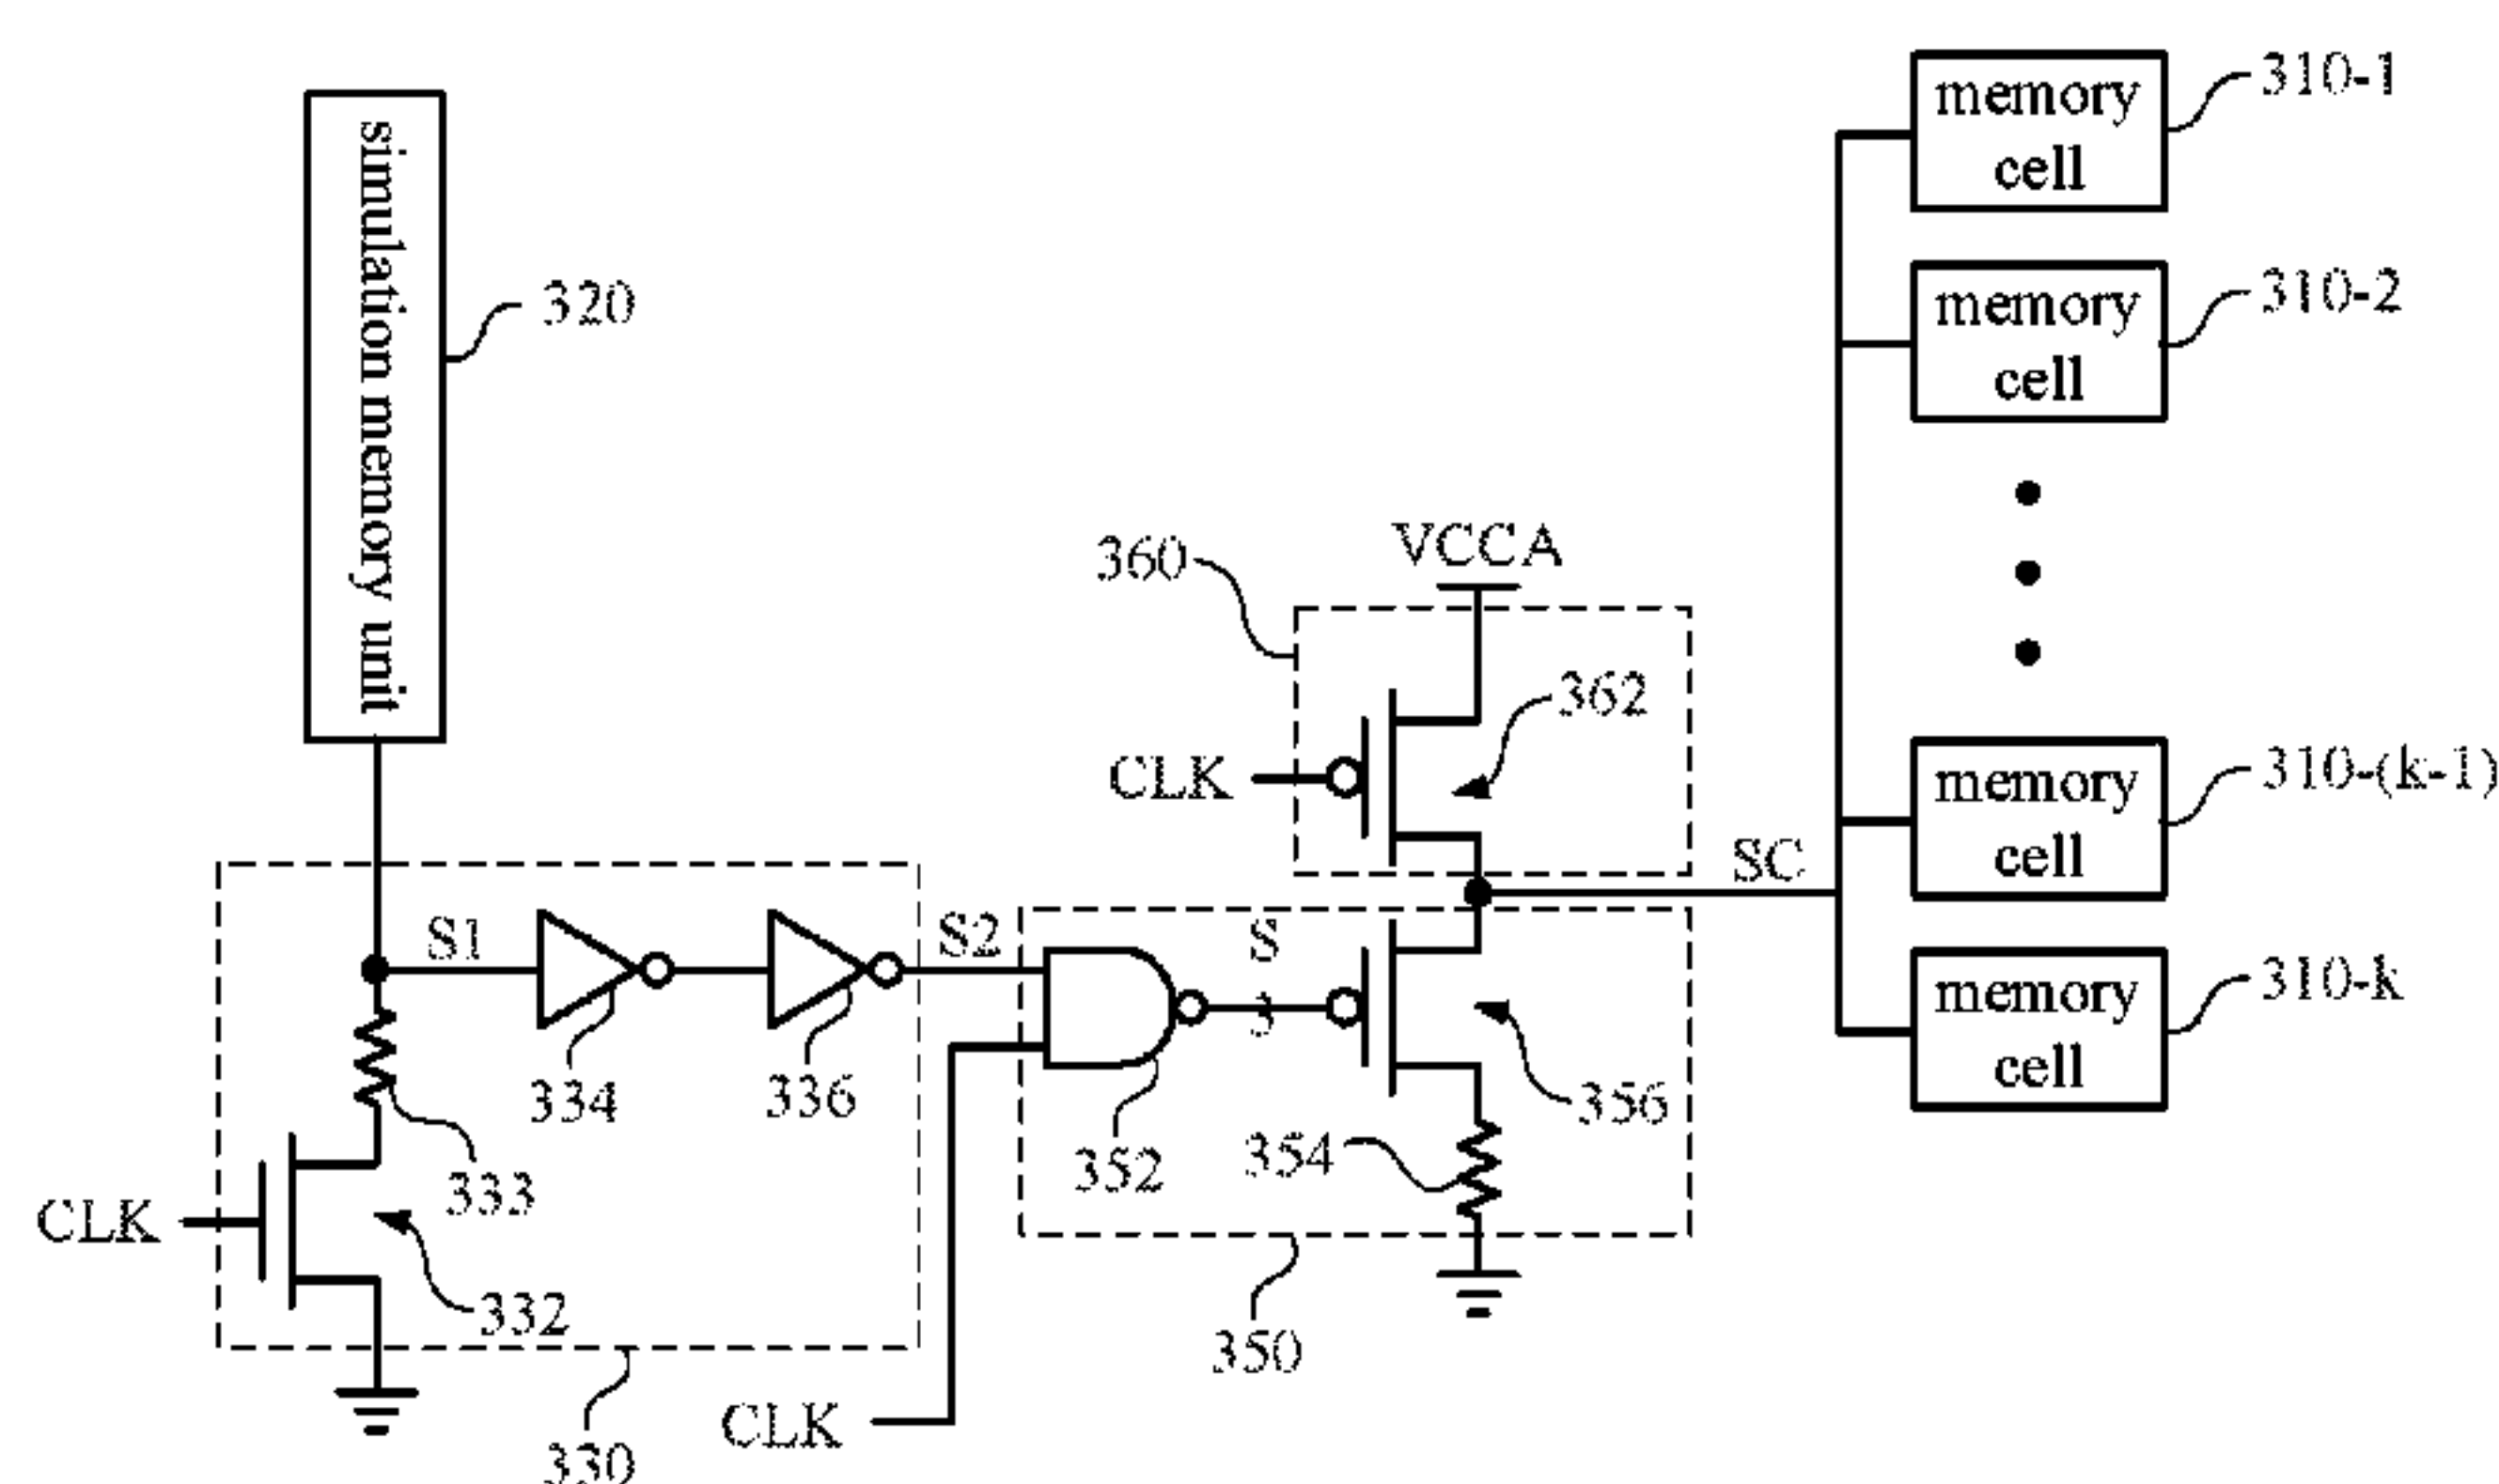 memory
cell
310-1
simulation memory unit
320
memory
cell
310-2
360
VCCA
362
CLK
memory
cell
310-(k-1)
SC
S1
334
336
S2
S
3
352
354
356
memory
cell
310-k
333
CLK
332
350
CLK
330